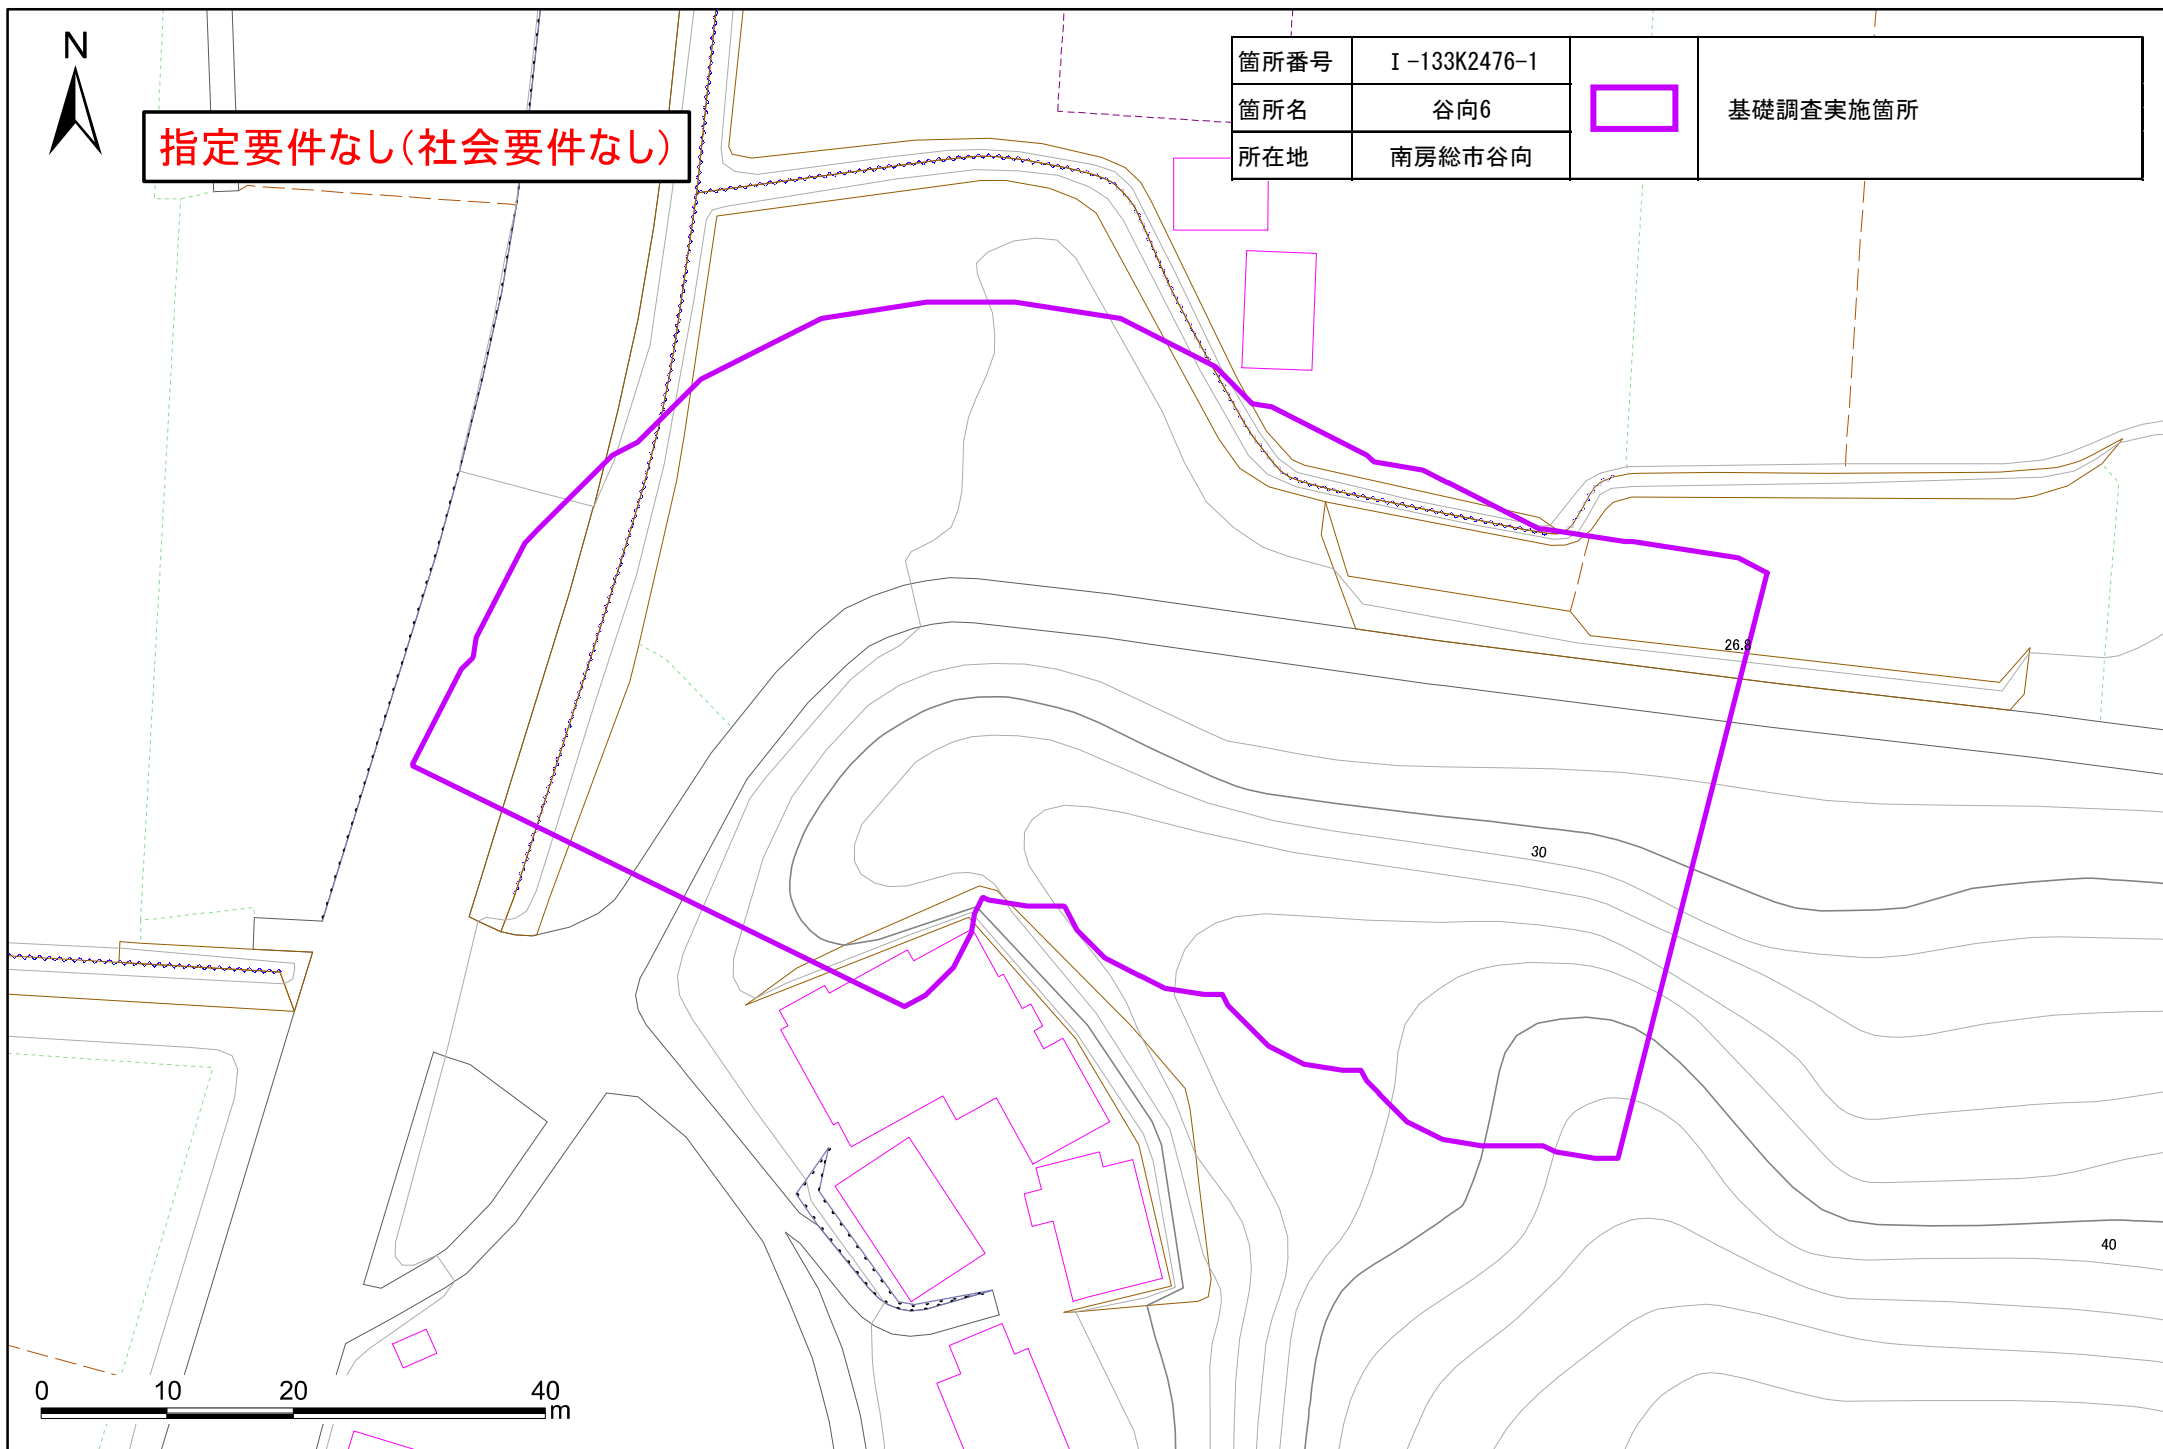 N
指定要件なし(社会要件なし)
箇所番号 Ⅰ-133K2476-1
箇所名 谷向6
所在地 南房総市谷向
基礎調査実施箇所
26.8
30
40
0 10 20 40
m